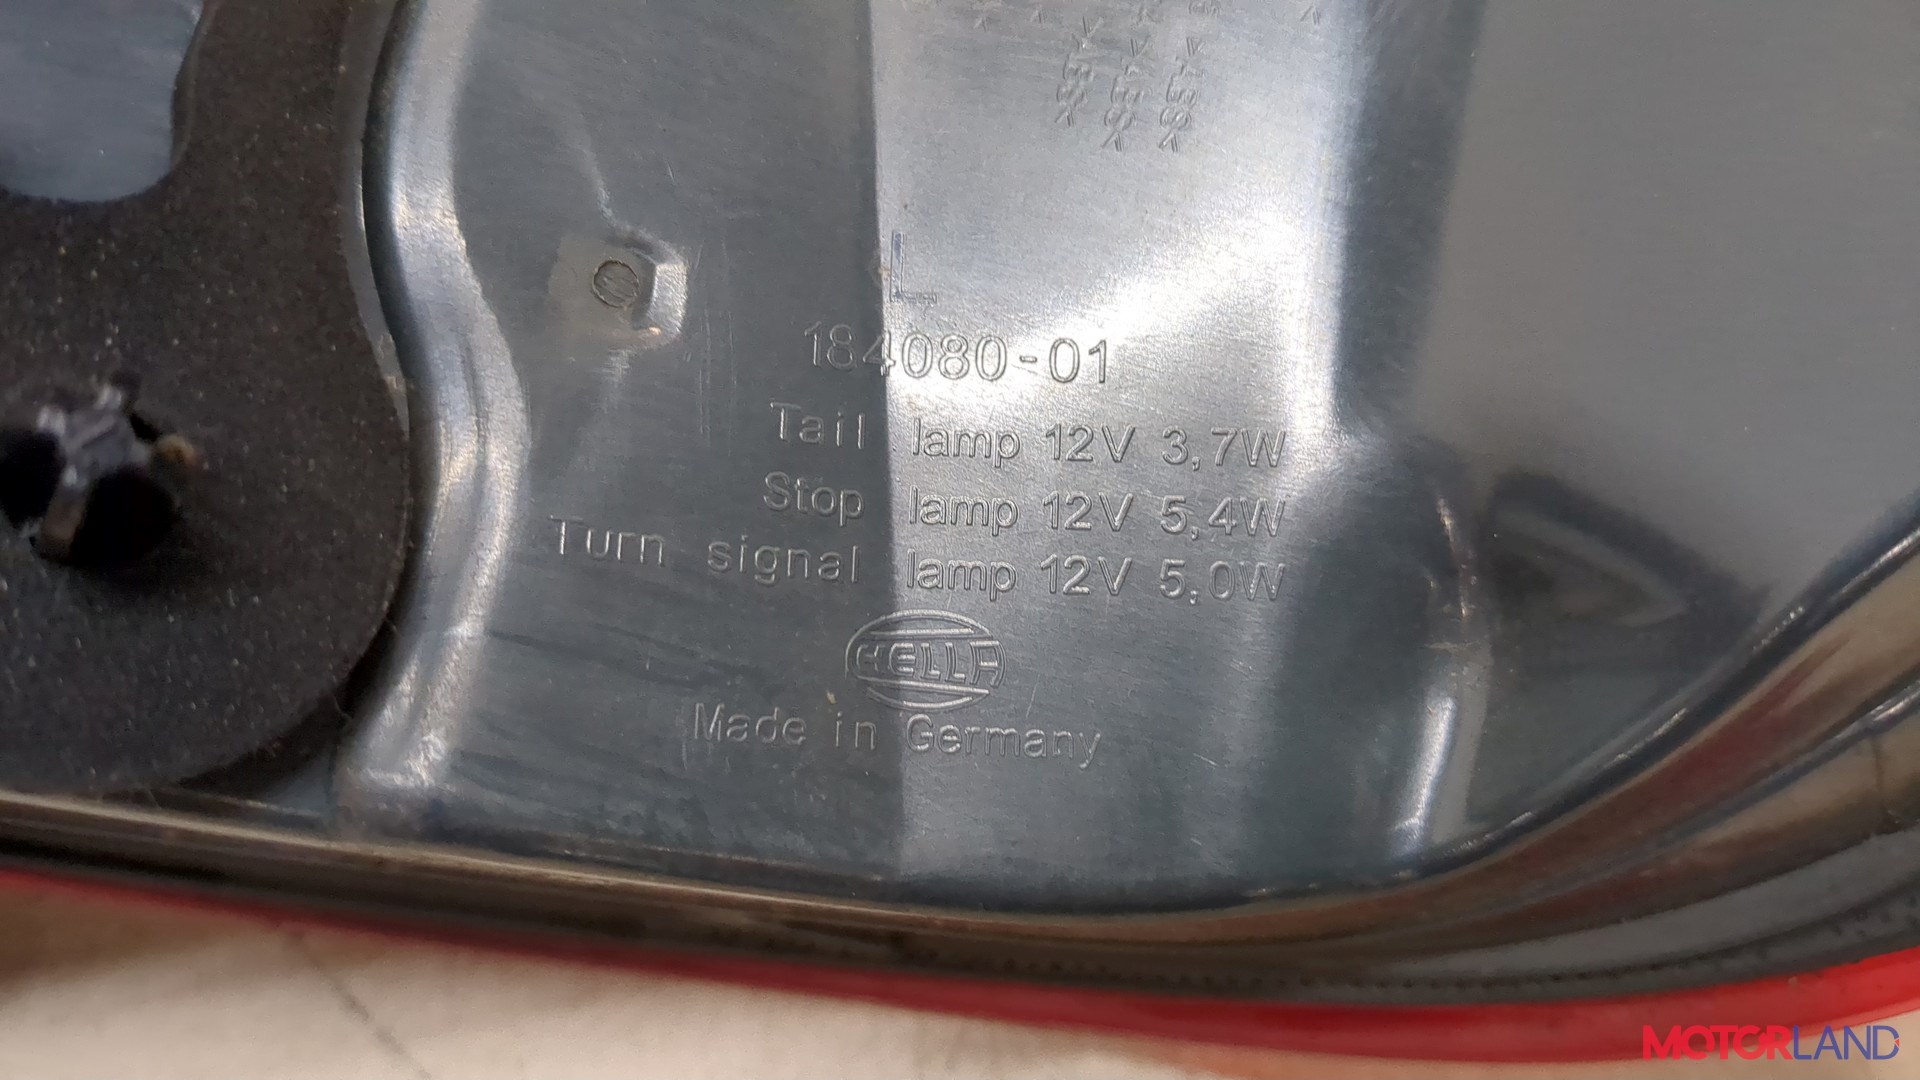 L
184080-01
Tail lamp 12V 3,7W
Stop lamp 12V 5,4W
Turn signal lamp 12V 5,0W
HELLA
Made in Germany
MOTORLAND